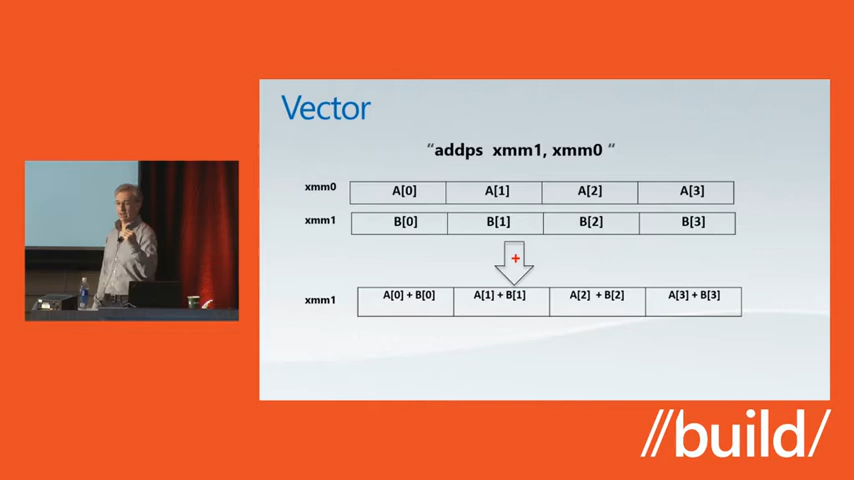 Vector
“addps xmm1, xmm0 “
xmm0 A[0] A[1] A[2] A[3]
xmm1 B[0] B[1] B[2] B[3]
+
xmm1 A[0] + B[0] A[1] + B[1] A[2] + B[2] A[3] + B[3]
//build/